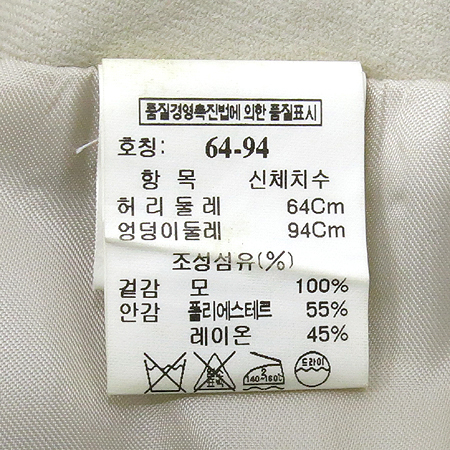 품질경영촉진법에 의한 품질표시
호칭: 64-94
항 목 신체치수
허리둘레 64Cm
엉덩이둘레 94Cm
조성섬유(%)
겉감 모 100%
안감 폴리에스테르 55%
레이온 45%
2
140-160℃
드라이